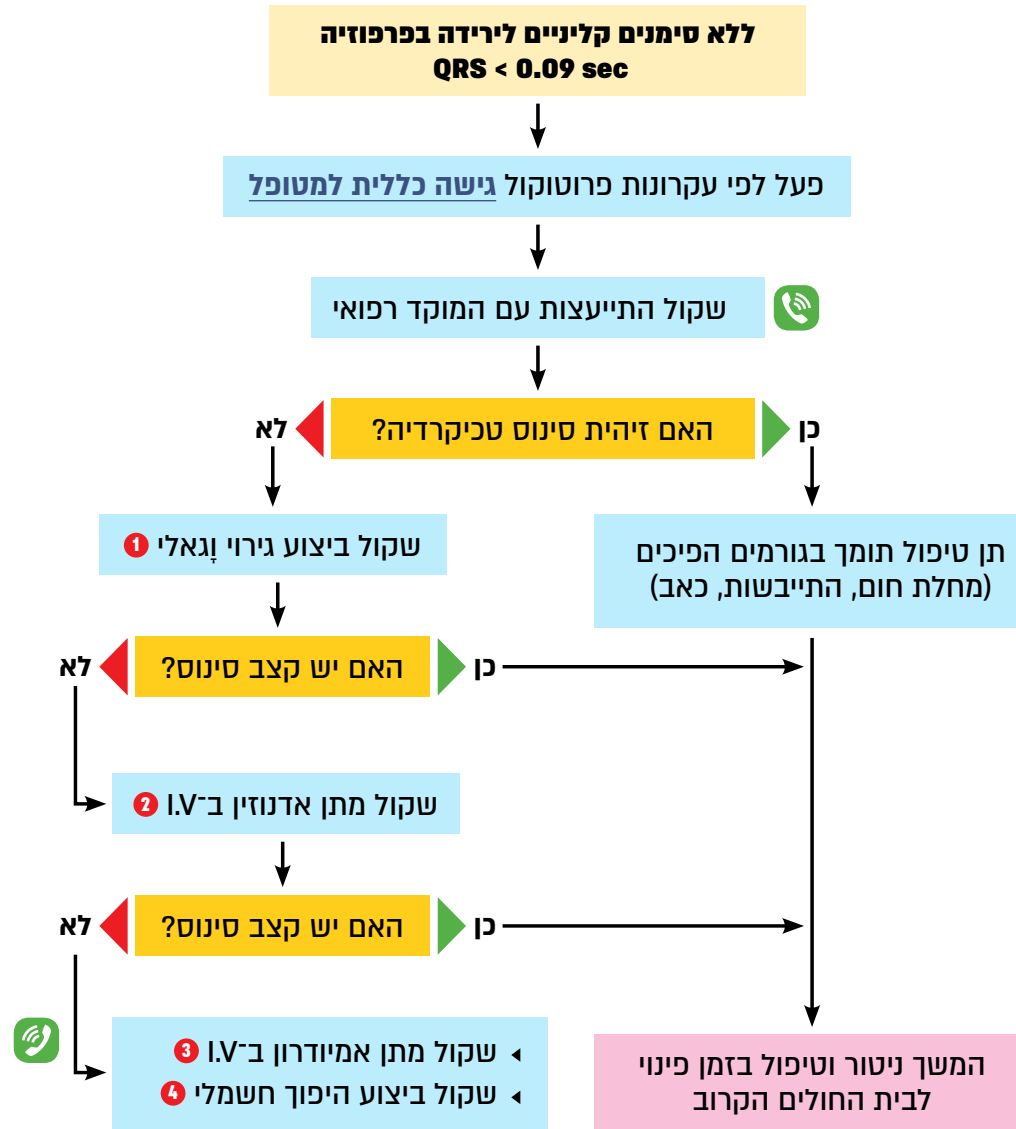 ללא סימנים קליניים לירידה בפרפוזיה
QRS < 0.09 sec
פעל לפי עקרונות פרוטוקול גישה כללית למטופל
שקול התייעצות עם המוקד רפואי
כן
האם זיהית סינוס טכיקרדיה?
לא
תן טיפול תומך בגורמים הפיכים
(מחלת חום, התייבשות, כאב)
שקול ביצוע גירוי וָגאלי 1
כן
האם יש קצב סינוס?
לא
שקול מתן אדנוזין ב־I.V 2
כן
האם יש קצב סינוס?
לא
שקול מתן אמיודרון ב־I.V 3
שקול ביצוע היפוך חשמלי 4
המשך ניטור וטיפול בזמן פינוי
לבית החולים הקרוב